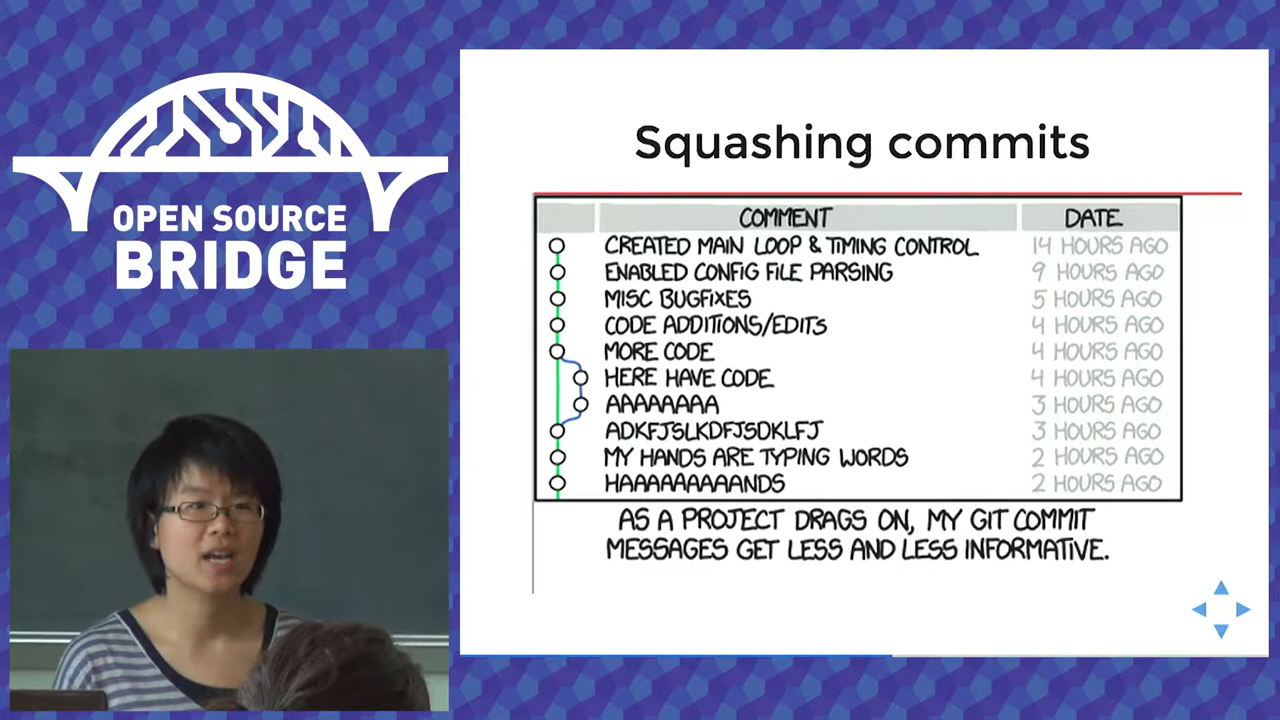 OPEN SOURCE
BRIDGE
Squashing commits
COMMENT DATE
CREATED MAIN LOOP & TIMING CONTROL 14 HOURS AGO
ENABLED CONFIG FILE PARSING 9 HOURS AGO
MISC BUGFIXES 5 HOURS AGO
CODE ADDITIONS/EDITS 4 HOURS AGO
MORE CODE 4 HOURS AGO
HERE HAVE CODE 4 HOURS AGO
AAAAAAAA 3 HOURS AGO
ADKFJSLKDFJSDKLFJ 3 HOURS AGO
MY HANDS ARE TYPING WORDS 2 HOURS AGO
HAAAAAAAAANDS 2 HOURS AGO
AS A PROJECT DRAGS ON, MY GIT COMMIT
MESSAGES GET LESS AND LESS INFORMATIVE.